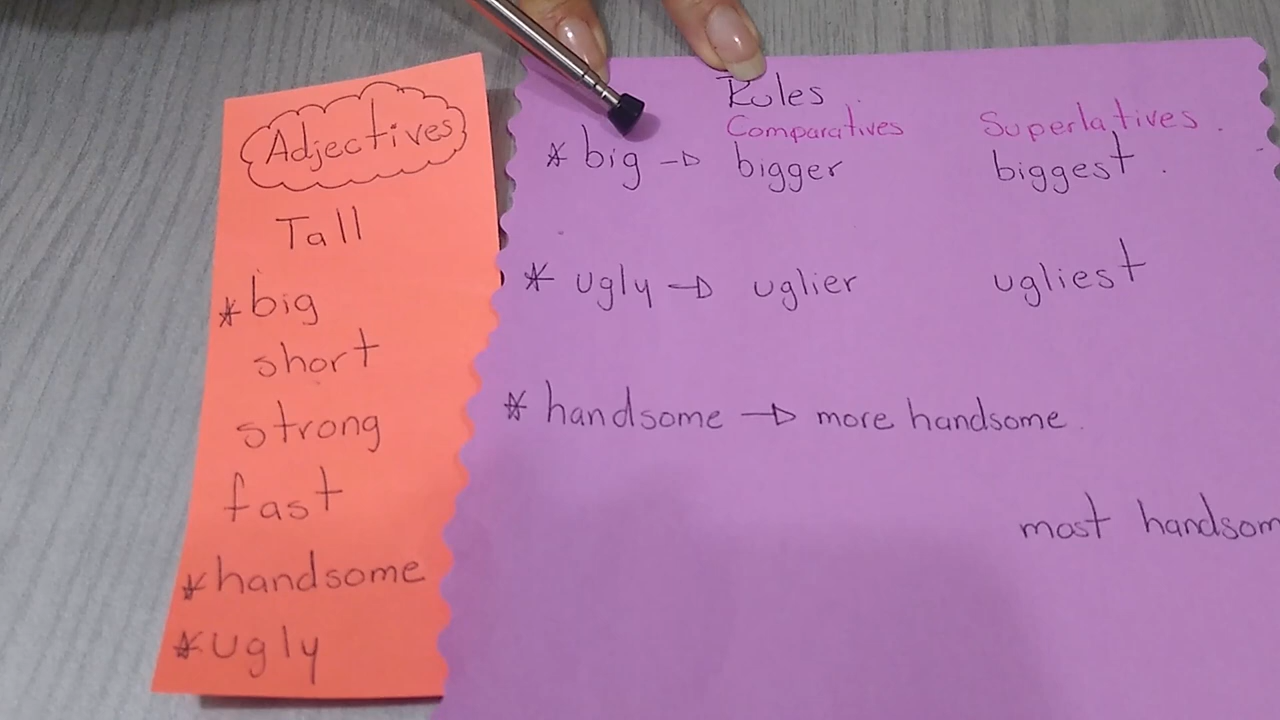 Adjectives
Tall
* big
short
strong
fast
* handsome
* ugly
Rules
Comparatives Superlatives.
* big → bigger biggest.
* ugly → uglier ugliest
* handsome → more handsome.
most handsom